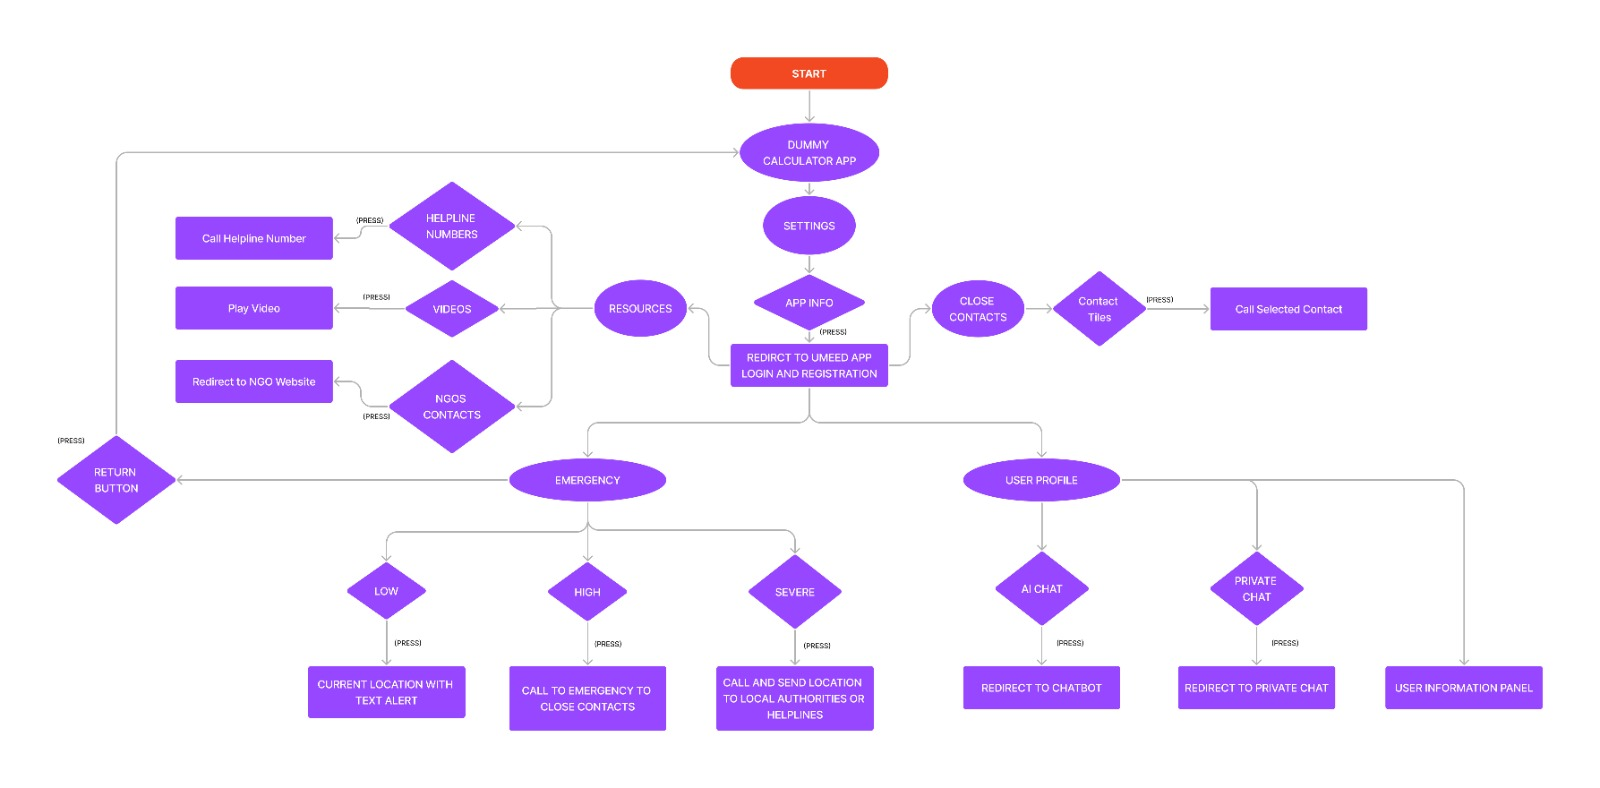 START
DUMMY
CALCULATOR APP
SETTINGS
APP INFO
(PRESS)
REDIRCT TO UMEED APP
LOGIN AND REGISTRATION
RESOURCES
HELPLINE
NUMBERS
(PRESS)
Call Helpline Number
VIDEOS
(PRESS)
Play Video
NGOS
CONTACTS
(PRESS)
Redirect to NGO Website
CLOSE
CONTACTS
Contact
Tiles
(PRESS)
Call Selected Contact
(PRESS)
RETURN
BUTTON
EMERGENCY
LOW
(PRESS)
CURRENT LOCATION WITH
TEXT ALERT
HIGH
(PRESS)
CALL TO EMERGENCY TO
CLOSE CONTACTS
SEVERE
(PRESS)
CALL AND SEND LOCATION
TO LOCAL AUTHORITIES OR
HELPLINES
USER PROFILE
AI CHAT
(PRESS)
REDIRECT TO CHATBOT
PRIVATE
CHAT
(PRESS)
REDIRECT TO PRIVATE CHAT
USER INFORMATION PANEL